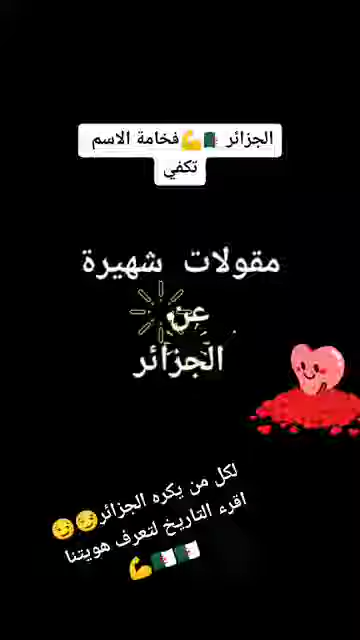 الجزائر 🇩🇿💪فخامة الاسم
تكفي
مقولات شهيرة
عن
الجزائر
لكل من يكره الجزائر😏😏
اقرء التاريخ لتعرف هويتنا
🇩🇿🇩🇿💪